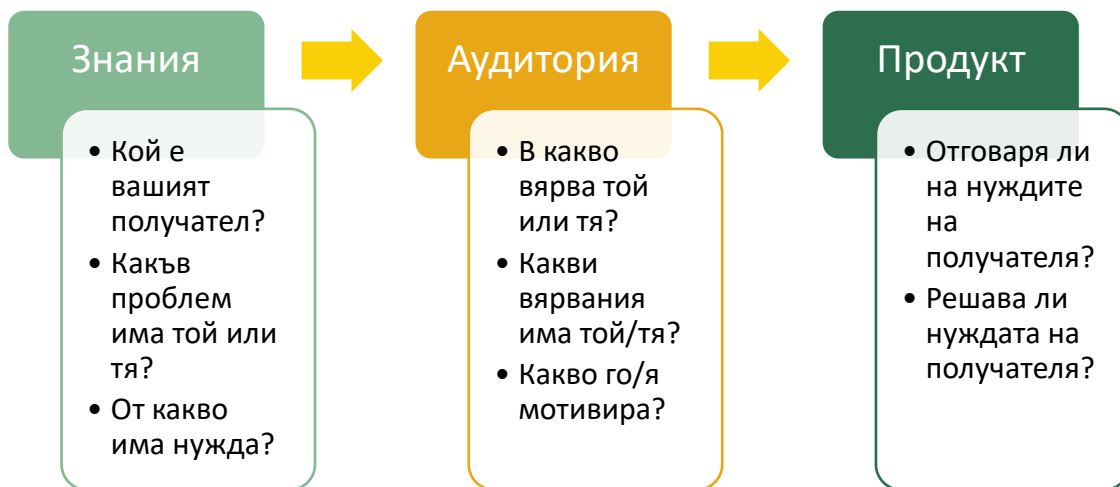 Знания
• Кой е
вашият
получател?
• Какъв
проблем
има той или
тя?
• От какво
има нужда?
Аудитория
• В какво
вярва той
или тя?
• Какви
вярвания
има той/тя?
• Какво го/я
мотивира?
Продукт
• Отговаря ли
на нуждите
на
получателя?
• Решава ли
нуждата на
получателя?